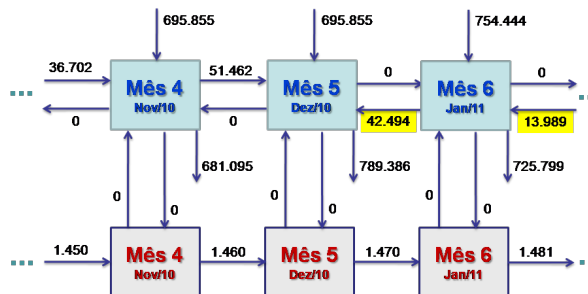 695.855
695.855
754.444
36.702
51.462
0
0
Mês 4
Nov/10
Mês 5
Dez/10
Mês 6
Jan/11
0
0
42.494
13.989
681.095
789.386
725.799
0
0
0
0
0
0
1.450
Mês 4
Nov/10
1.460
Mês 5
Dez/10
1.470
Mês 6
Jan/11
1.481